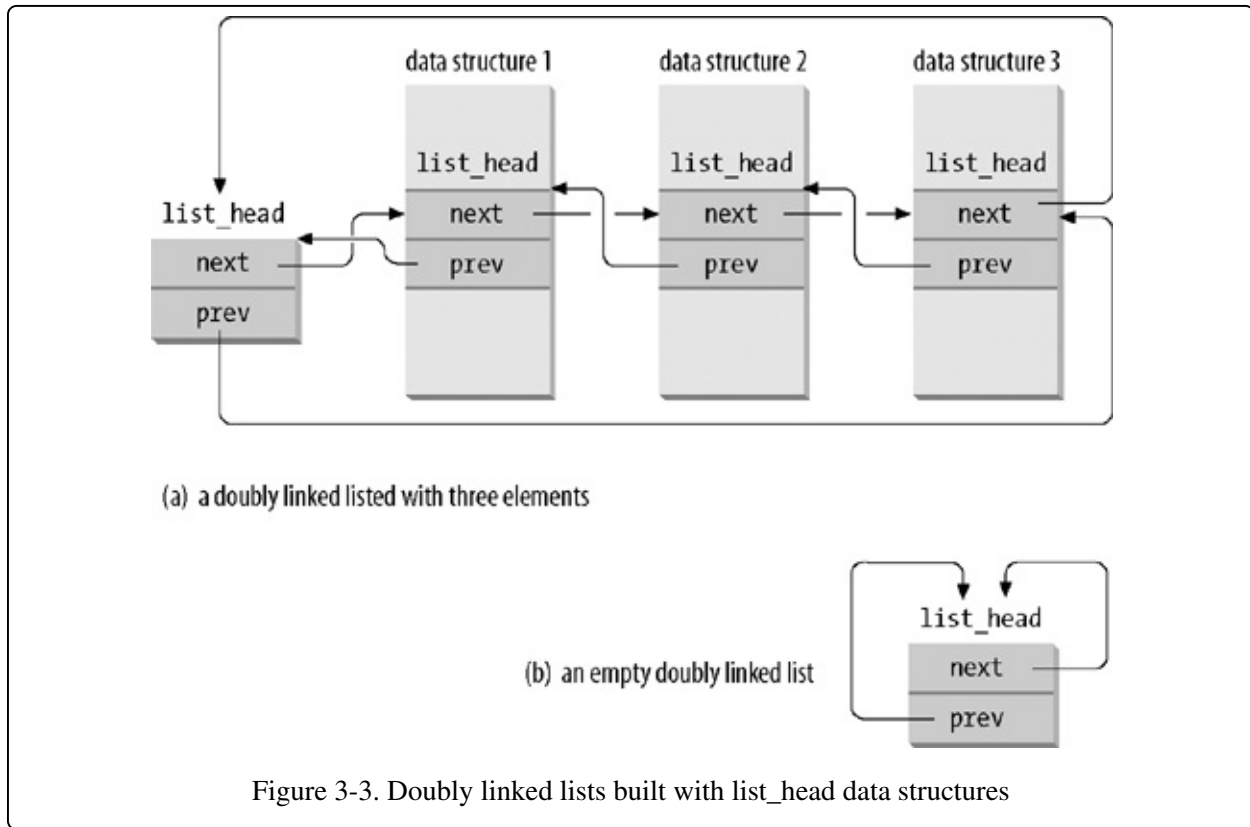 data structure 1 data structure 2 data structure 3
list_head list_head list_head
list_head next next next
next prev prev prev
prev
(a) a doubly linked listed with three elements
list_head
(b) an empty doubly linked list next
prev
Figure 3-3. Doubly linked lists built with list_head data structures